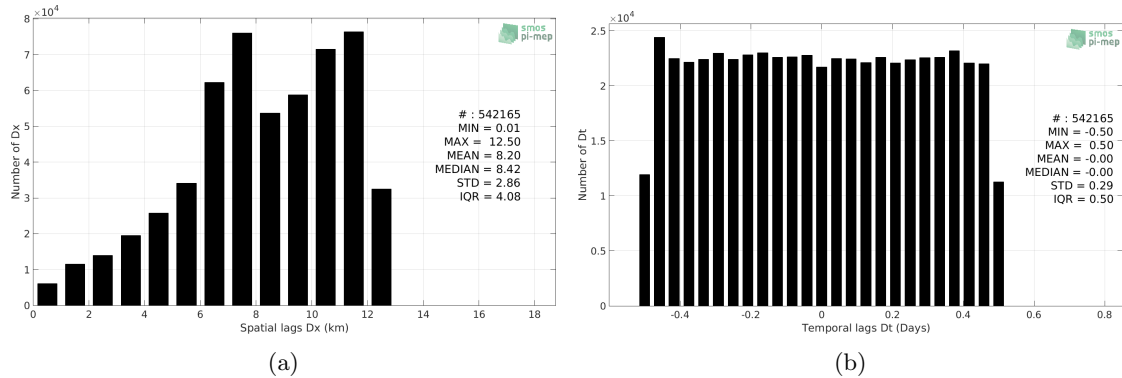 ×10⁴
8
7
6
5
4
3
2
1
0
Number of Dx
0 2 4 6 8 10 12 14 16 18
Spatial lags Dx (km)
smos
pi-mep
# : 542165
MIN = 0.01
MAX = 12.50
MEAN = 8.20
MEDIAN = 8.42
STD = 2.86
IQR = 4.08
(a)
×10⁴
2.5
2
1.5
1
0.5
0
Number of Dt
-0.4 -0.2 0 0.2 0.4 0.6 0.8
Temporal lags Dt (Days)
smos
pi-mep
# : 542165
MIN = -0.50
MAX = 0.50
MEAN = -0.00
MEDIAN = -0.00
STD = 0.29
IQR = 0.50
(b)